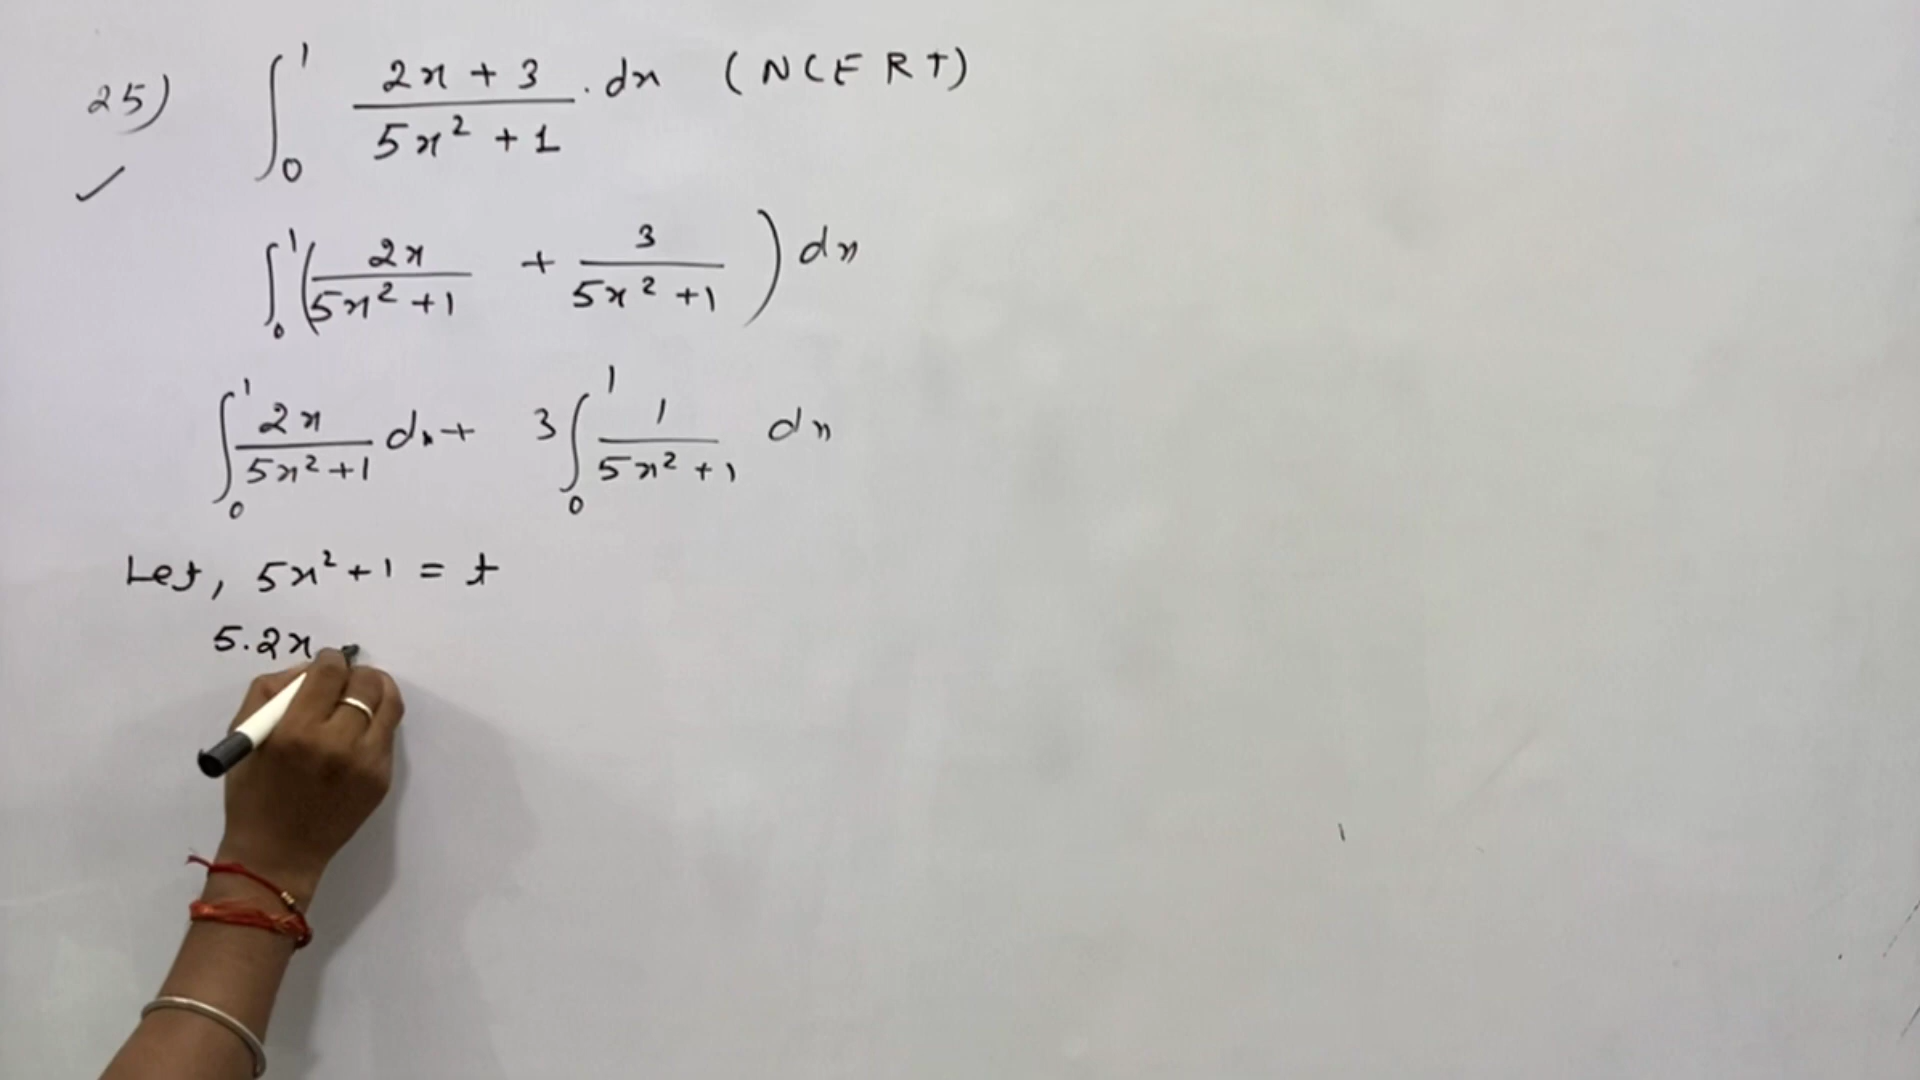 25) ∫₀¹ (2x + 3)/(5x² + 1) . dx (NCERT)
∫₀¹ (2x/(5x² + 1) + 3/(5x² + 1)) dx
∫₀¹ 2x/(5x² + 1) dx + 3 ∫₀¹ 1/(5x² + 1) dx
Let, 5x² + 1 = t
5.2x